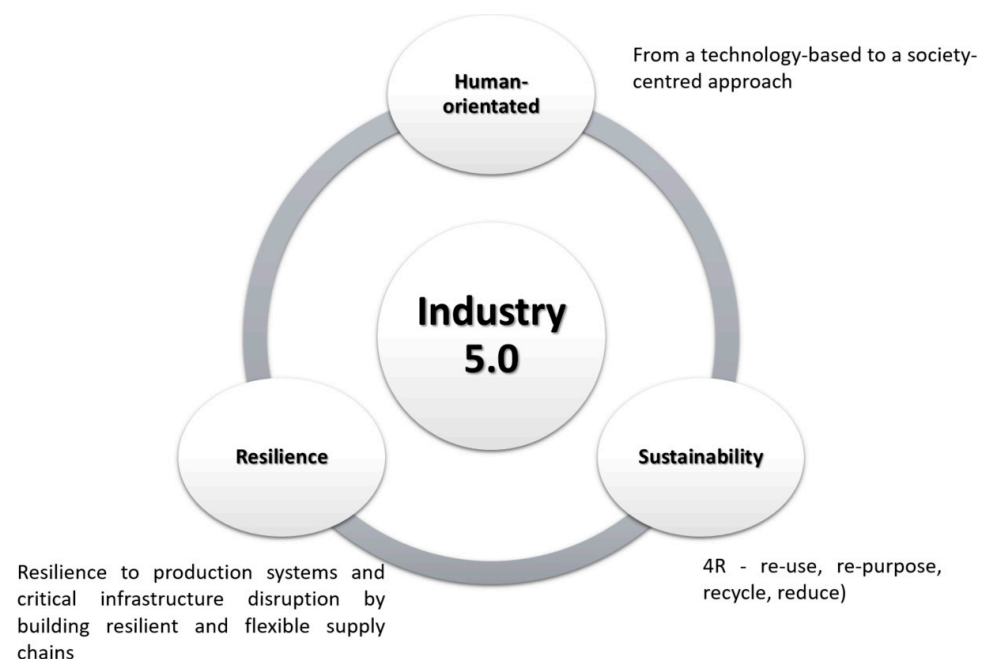 Human-
orientated
From a technology-based to a society-
centred approach
Industry
5.0
Resilience
Sustainability
Resilience to production systems and
critical infrastructure disruption by
building resilient and flexible supply
chains
4R - re-use, re-purpose,
recycle, reduce)